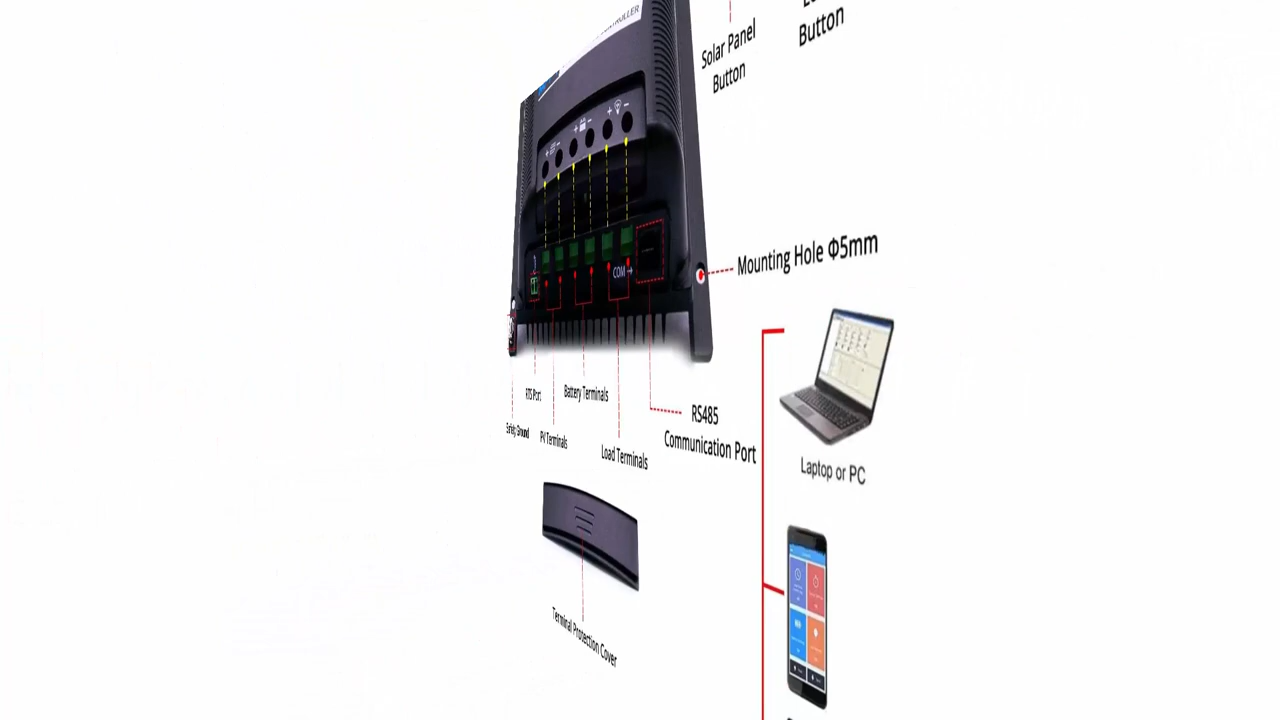 Solar Panel
Button
Button
Mounting Hole Φ5mm
COM
RTS Port
Battery Terminals
Safety Ground
PV Terminals
Load Terminals
RS485
Communication Port
Laptop or PC
Terminal Protection Cover